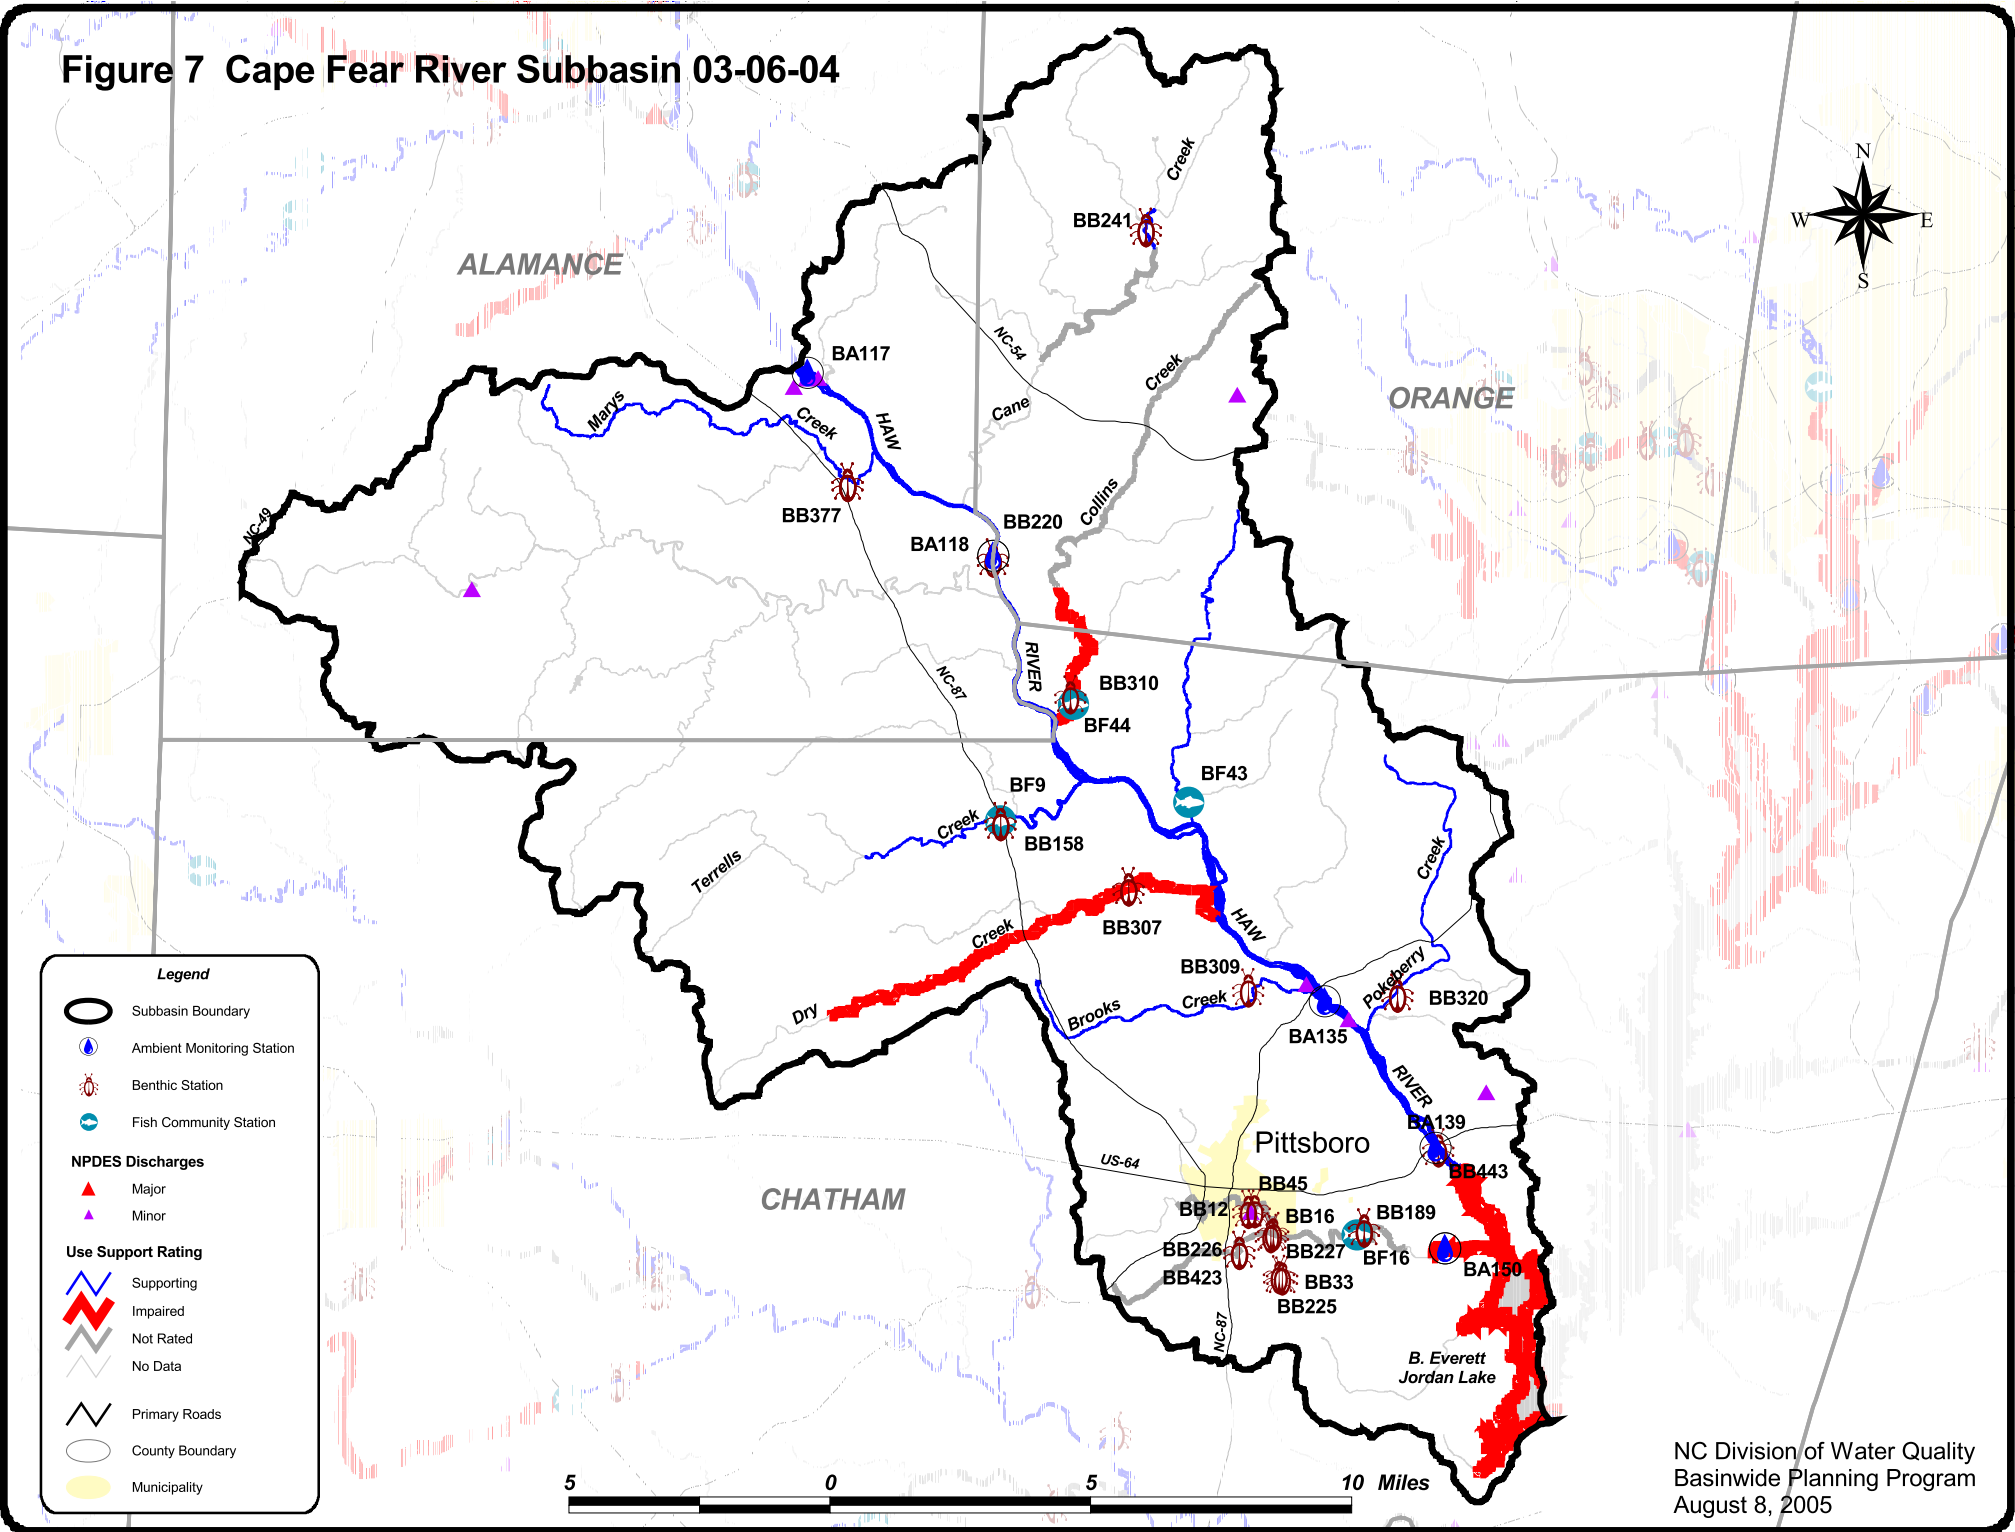 Figure 7 Cape Fear River Subbasin 03-06-04
N
W E
S
Creek
BB241
ALAMANCE
NC-54
BA117
Creek
ORANGE
Marys
Creek
HAW
Cane
Collins
NC-49
BB377
BB220
BA118
RIVER
NC-87
BB310
BF44
BF43
BF9
Creek
BB158
Terrells
Creek
BB307
Creek
HAW
Dry
BB309
Pokeberry
BB320
Brooks
Creek
BA135
RIVER
BA139
Pittsboro
US-64
BB443
CHATHAM
BB45
BB12
BB16
BB189
BB226
BB227
BF16
BB423
BB33
BA150
BB225
NC-87
B. Everett
Jordan Lake
Legend
Subbasin Boundary
Ambient Monitoring Station
Benthic Station
Fish Community Station
NPDES Discharges
Major
Minor
Use Support Rating
Supporting
Impaired
Not Rated
No Data
Primary Roads
County Boundary
Municipality
5 0 5 10 Miles
NC Division of Water Quality
Basinwide Planning Program
August 8, 2005